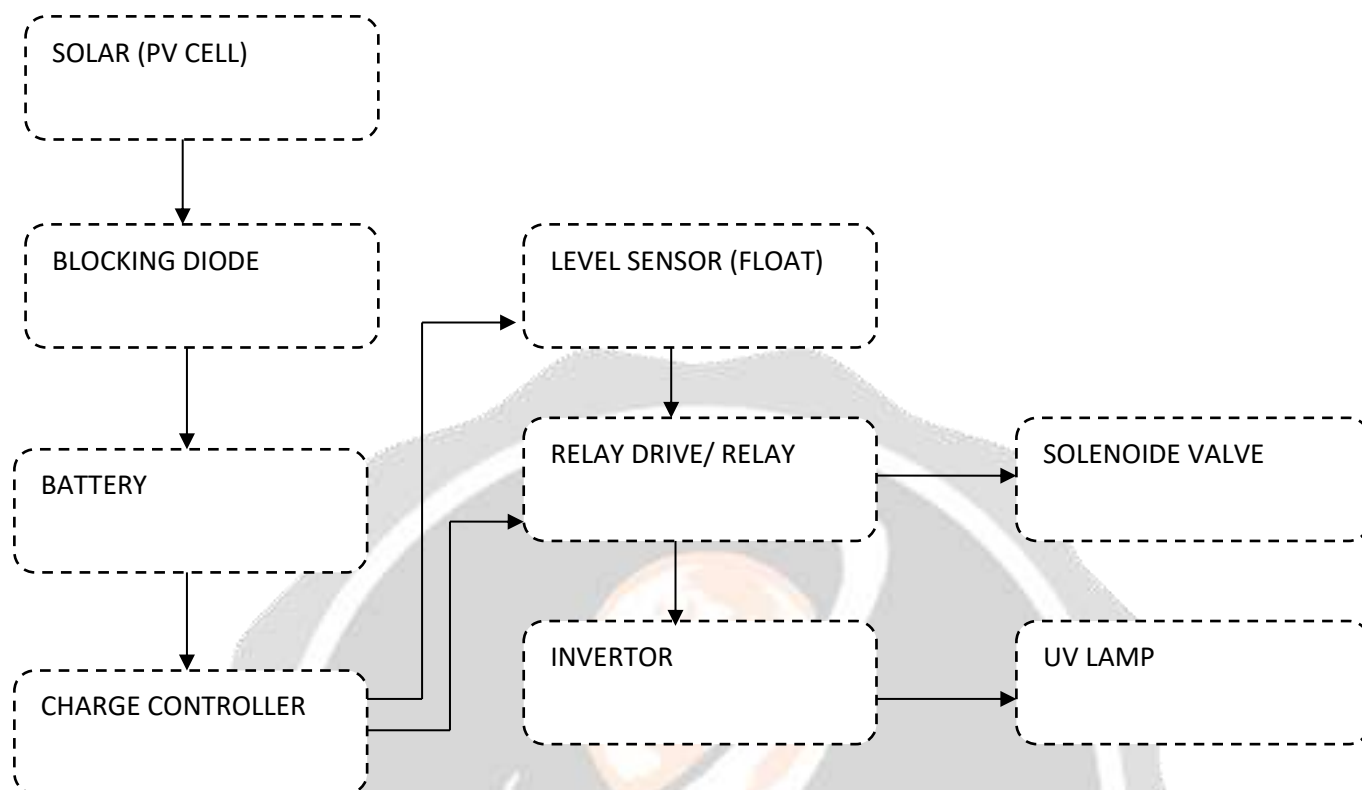 SOLAR (PV CELL)
BLOCKING DIODE
LEVEL SENSOR (FLOAT)
BATTERY
RELAY DRIVE/ RELAY
SOLENOIDE VALVE
CHARGE CONTROLLER
INVERTOR
UV LAMP